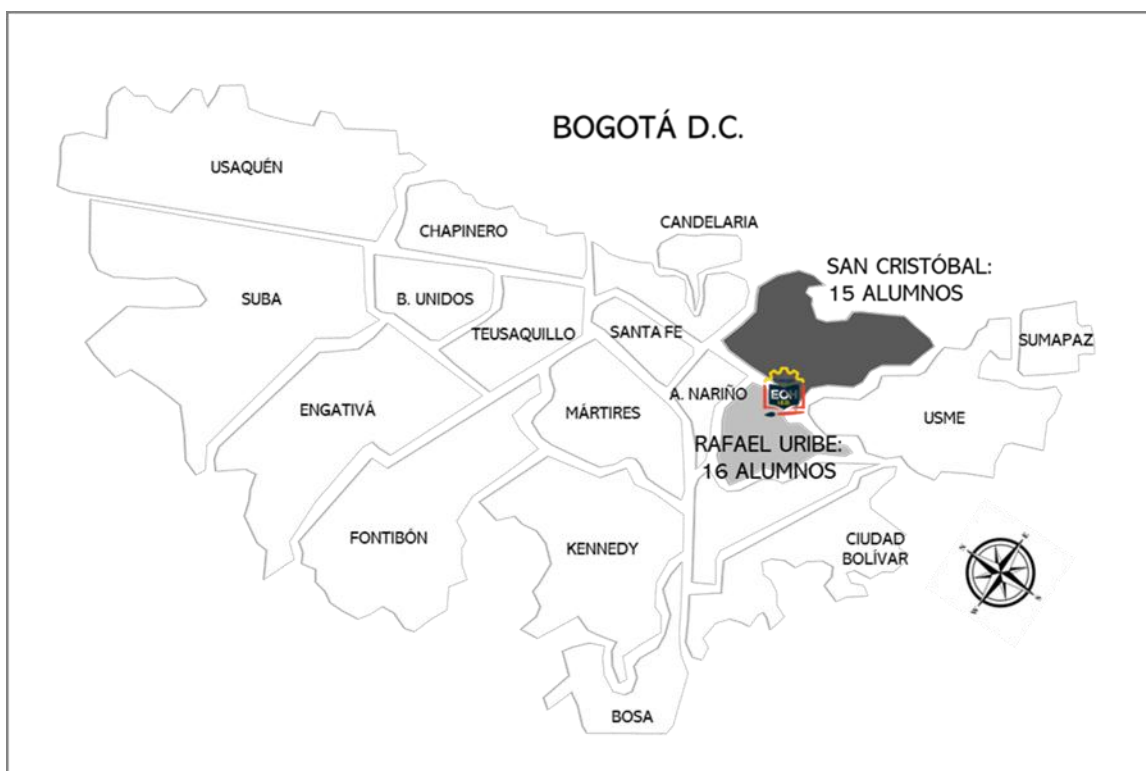 BOGOTÁ D.C.
USAQUÉN
CHAPINERO
CANDELARIA
SAN CRISTÓBAL:
15 ALUMNOS
SUBA
B. UNIDOS
TEUSAQUILLO
SANTA FE
SUMAPAZ
ENGATIVÁ
MÁRTIRES
A. NARIÑO
EOH
USME
RAFAEL URIBE:
16 ALUMNOS
FONTIBÓN
KENNEDY
CIUDAD
BOLÍVAR
N
E
W
S
BOSA